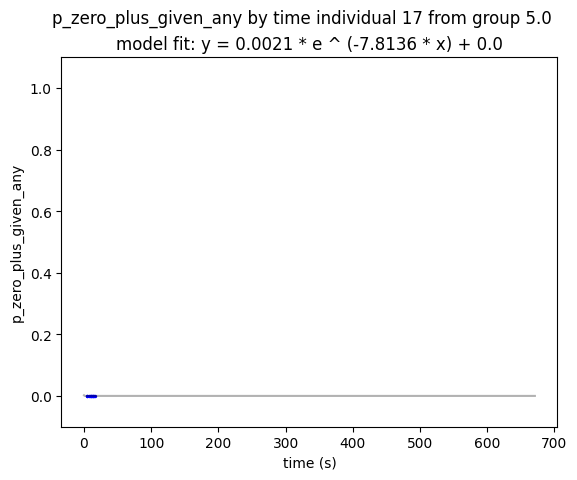 p_zero_plus_given_any by time individual 17 from group 5.0
model fit: y = 0.0021 * e ^ (-7.8136 * x) + 0.0
1.0
0.8
0.6
0.4
0.2
0.0
p_zero_plus_given_any
0 100 200 300 400 500 600 700
time (s)